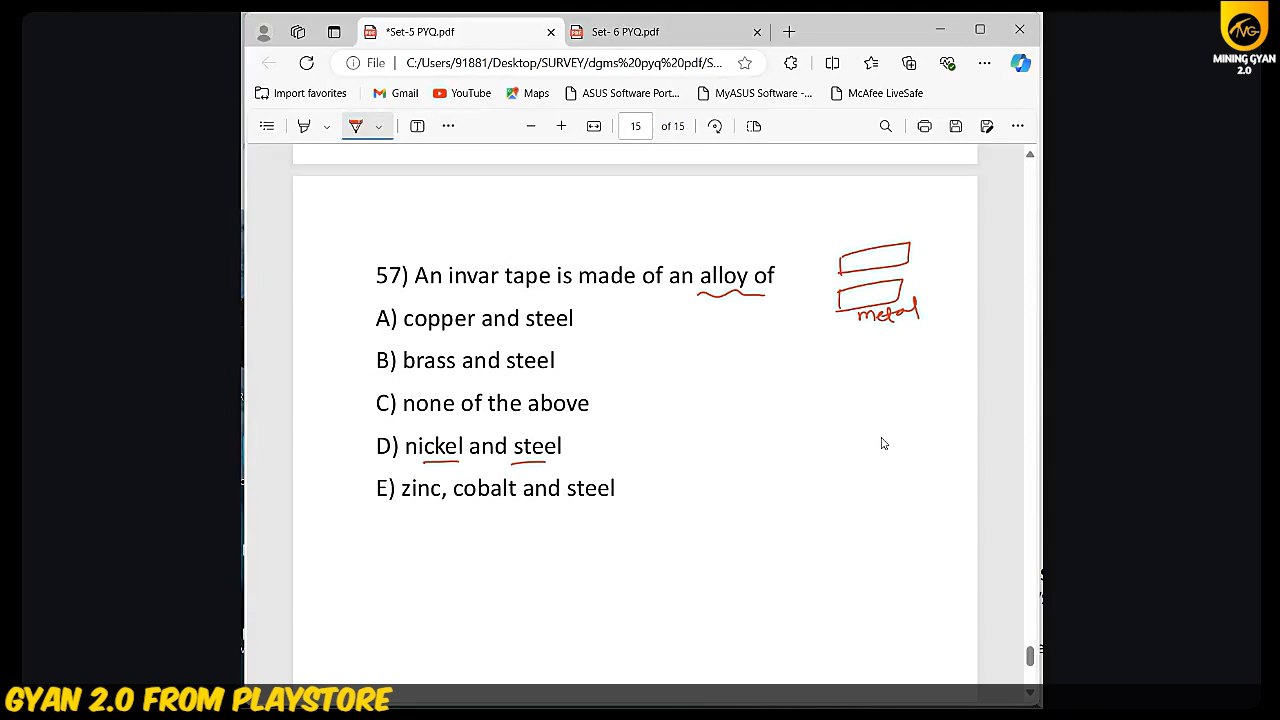 *Set-5 PYQ.pdf
Set- 6 PYQ.pdf
File
C:/Users/91881/Desktop/SURVEY/dgms%20pyq%20pdf/S...
Import favorites
Gmail
YouTube
Maps
ASUS Software Port...
MyASUS Software -...
McAfee LiveSafe
15
of 15
57) An invar tape is made of an alloy of
A) copper and steel
B) brass and steel
C) none of the above
D) nickel and steel
E) zinc, cobalt and steel
metal
MINING GYAN
2.0
GYAN 2.0 FROM PLAYSTORE